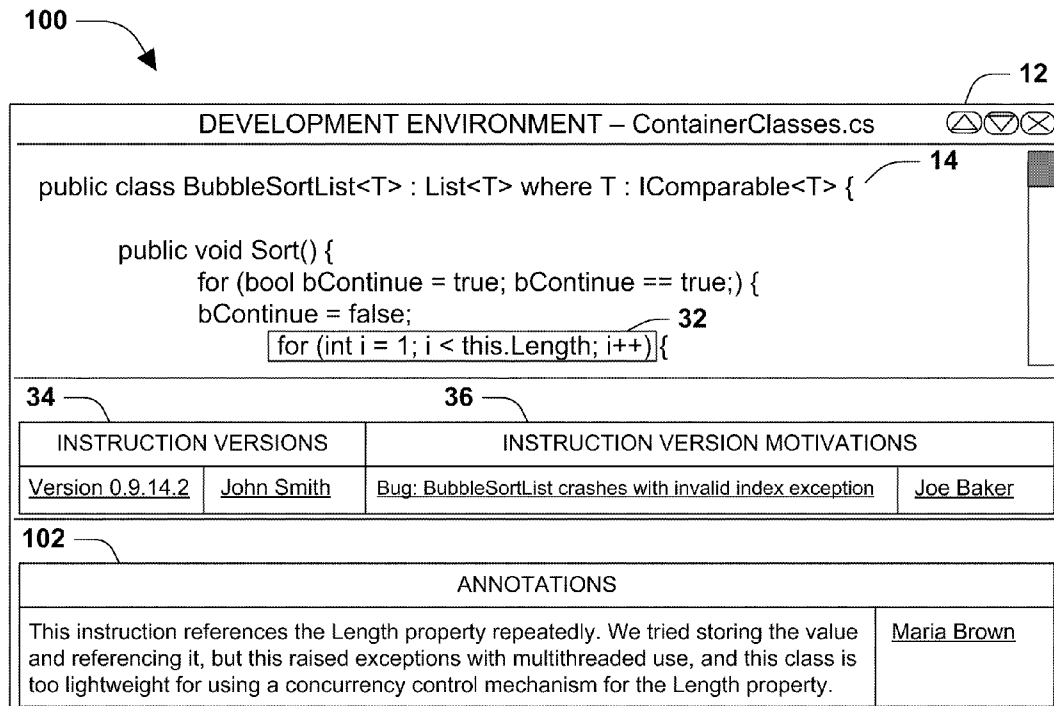 100
12
DEVELOPMENT ENVIRONMENT – ContainerClasses.cs
14
public class BubbleSortList<T> : List<T> where T : IComparable<T> {
public void Sort() {
for (bool bContinue = true; bContinue == true;) {
bContinue = false;
32
for (int i = 1; i < this.Length; i++) {
34
36
INSTRUCTION VERSIONS
INSTRUCTION VERSION MOTIVATIONS
Version 0.9.14.2
John Smith
Bug: BubbleSortList crashes with invalid index exception
Joe Baker
102
ANNOTATIONS
This instruction references the Length property repeatedly. We tried storing the value
and referencing it, but this raised exceptions with multithreaded use, and this class is
too lightweight for using a concurrency control mechanism for the Length property.
Maria Brown